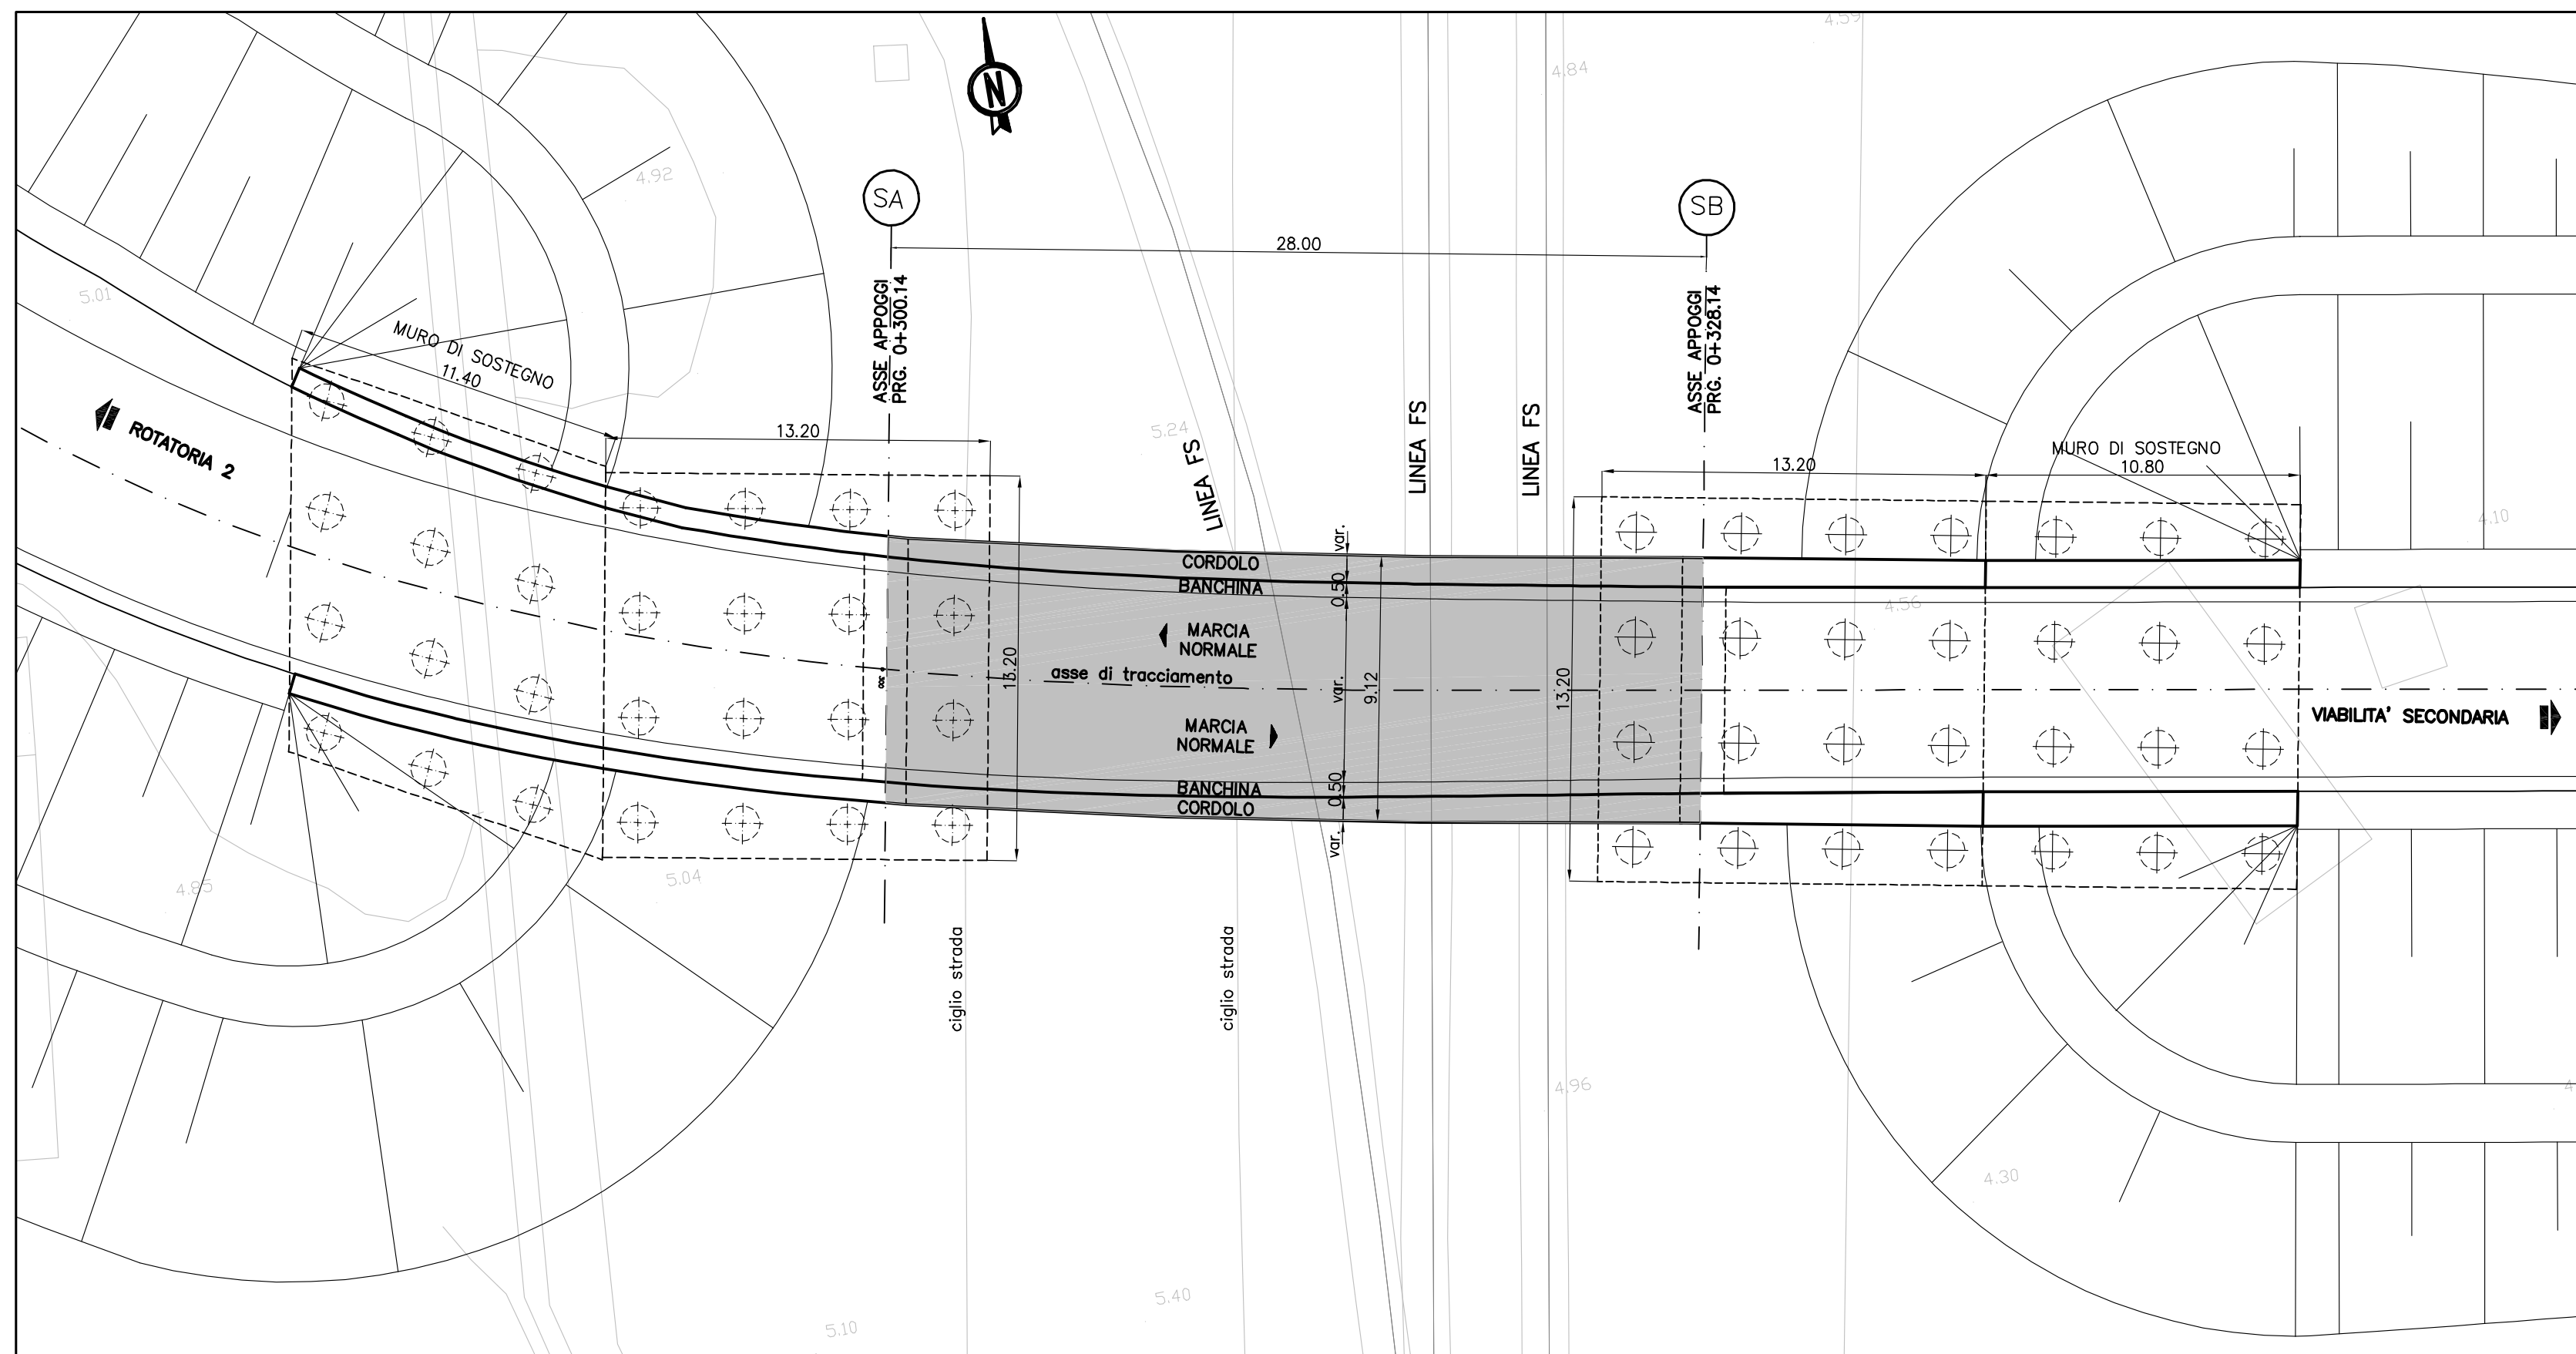 4.59
4.84
N
4.92
SA
SB
28.00
5.01
ASSE APPOGGI
PRG. 0+300.14
ASSE APPOGGI
PRG. 0+328.14
MURO DI SOSTEGNO
11.40
13.20
5.24
LINEA FS
LINEA FS
LINEA FS
ROTATORIA 2
MURO DI SOSTEGNO
13.20
10.80
4.10
var.
CORDOLO
BANCHINA
0.50
4.56
MARCIA
NORMALE
13.20
asse di tracciamento
300
var.
9.12
13.20
MARCIA
NORMALE
VIABILITA' SECONDARIA
BANCHINA
CORDOLO
0.50
var.
4.85
5.04
ciglio strada
ciglio strada
4.96
4.30
5.40
5.10